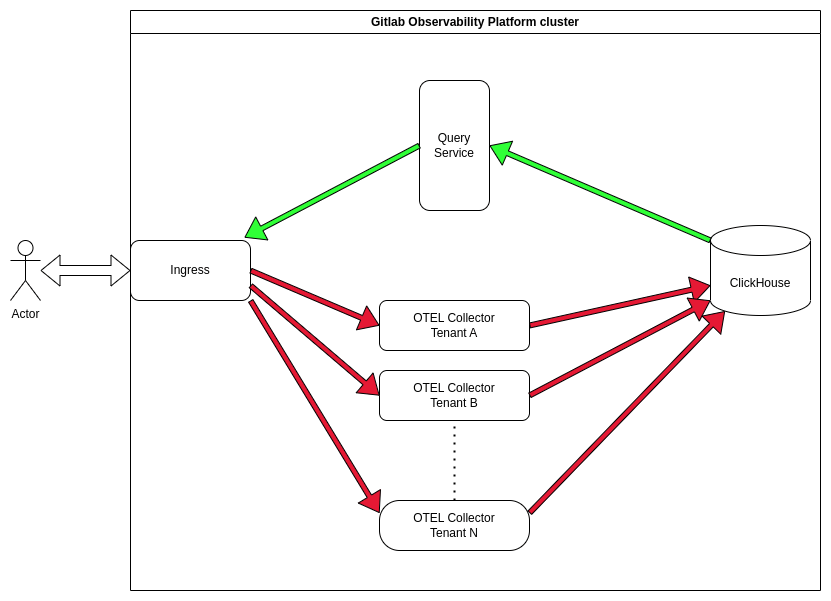 Gitlab Observability Platform cluster
Query
Service
Ingress
ClickHouse
Actor
OTEL Collector
Tenant A
OTEL Collector
Tenant B
OTEL Collector
Tenant N